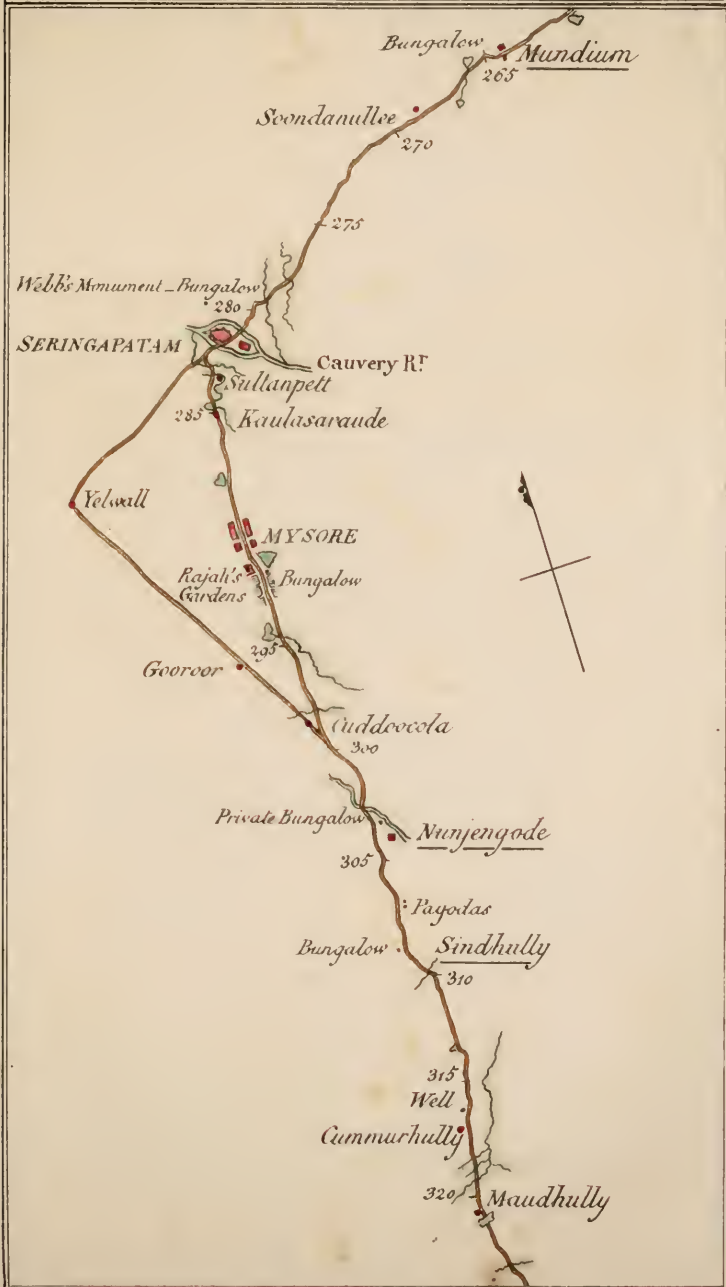 Bungalow
Mundium
265
Soondanullee
270
275
Webb's Monument _ Bungalow
280
SERINGAPATAM
Cauvery Rr
Sultanpett
285
Kaulasaraude
Yelwall
MYSORE
Rajah's
Gardens
Bungalow
295
Gooroor
Cuddoocola
300
Private Bungalow
Nunjengode
305
Pagodas
Bungalow
Sindhully
310
315
Well
Cummurhully
320
Maudhully